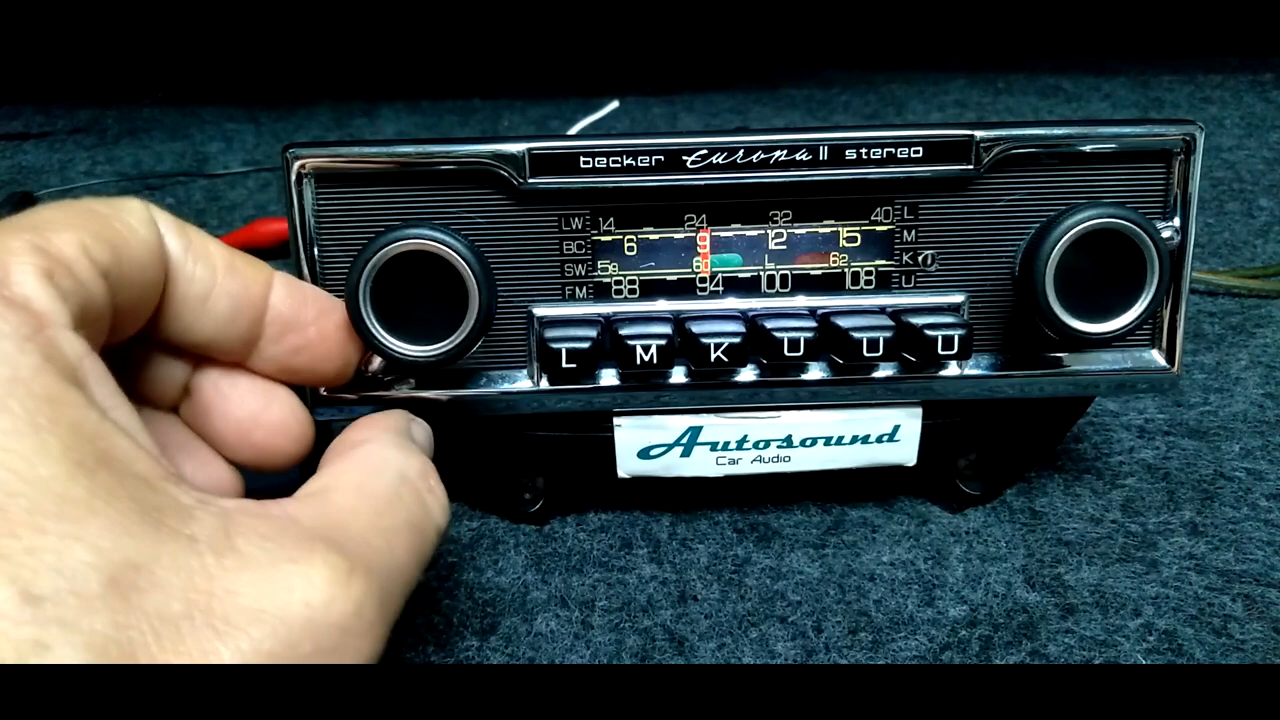 becker Europa II stereo
LW 14 24 32 40 L
BC 6 9 12 15 M
SW 59 60 L 62 K
FM 88 94 100 108 U
L M K U U U
Autosound
Car Audio